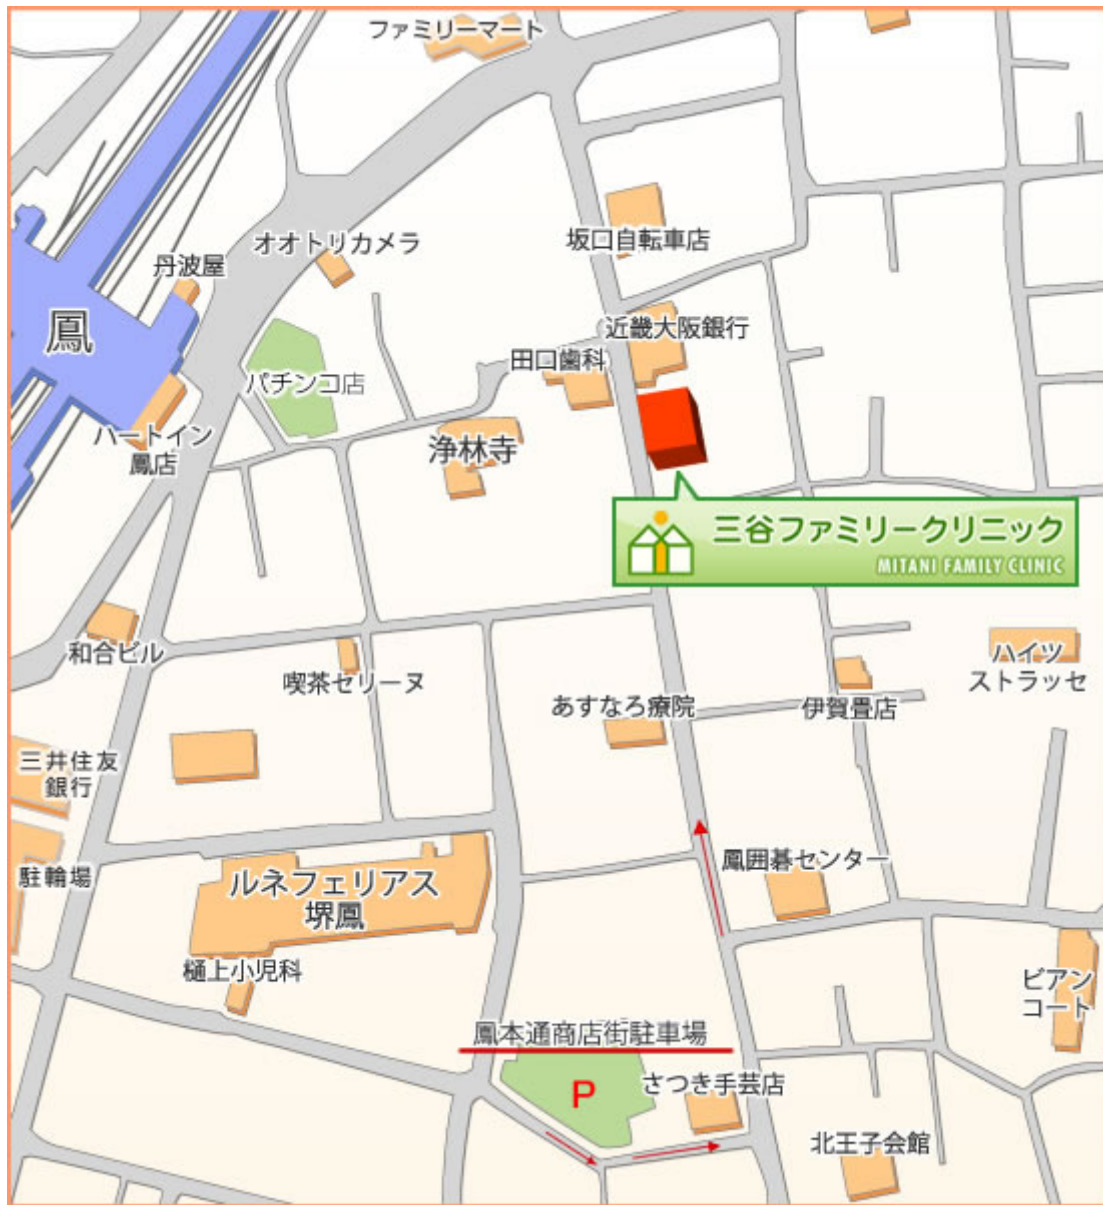 ファミリーマート
オオトリカメラ
坂口自転車店
丹波屋
鳳
近畿大阪銀行
田口歯科
パチンコ店
ハートイン
鳳店
浄林寺
三谷ファミリークリニック
MITANI FAMILY CLINIC
和合ビル
喫茶セリーヌ
ハイツ
ストラッセ
あすなろ療院
伊賀畳店
三井住友
銀行
駐輪場
鳳囲碁センター
ルネフェリアス
堺鳳
樋上小児科
ビアン
コート
鳳本通商店街駐車場
P
さつき手芸店
北王子会館